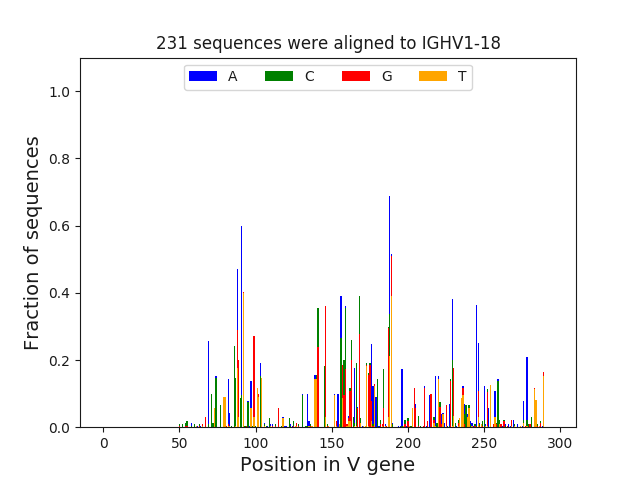 231 sequences were aligned to IGHV1-18
A C G T
1.0
0.8
0.6
0.4
0.2
0.0
Fraction of sequences
0 50 100 150 200 250 300
Position in V gene